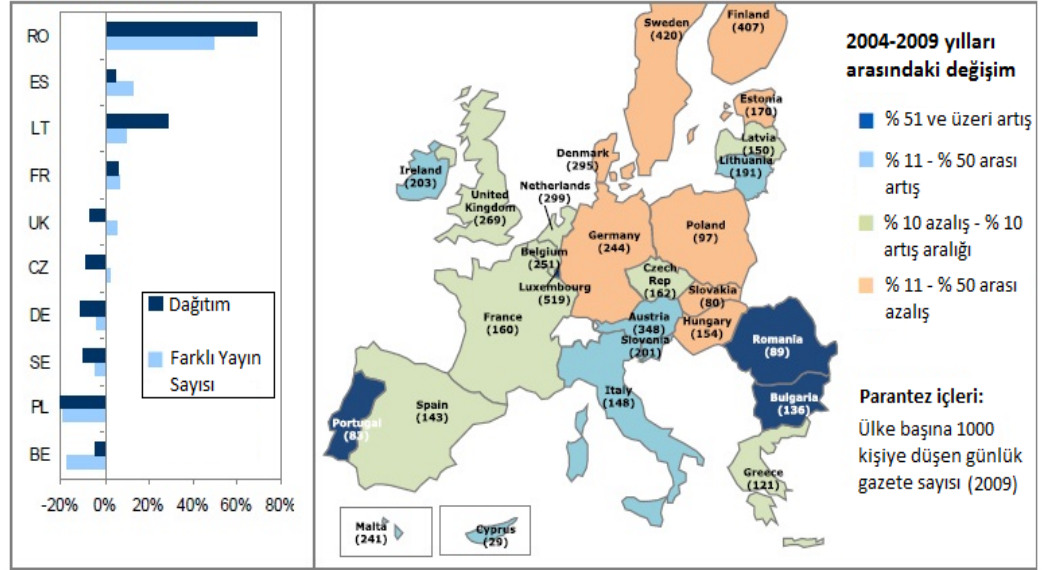 RO
ES
LT
FR
UK
CZ
DE
SE
PL
BE
Dağıtım
Farklı Yayın
Sayısı
-20% 0% 20% 40% 60% 80%
Sweden
(420)
Finland
(407)
Estonia
(170)
Latvia
(150)
Lithuania
(191)
Denmark
(295)
Ireland
(203)
United
Kingdom
(269)
Netherlands
(299)
Belgium
(251)
Luxembourg
(519)
Germany
(244)
Poland
(97)
Czech
Rep
(162)
Slovakia
(80)
Austria
(348)
Hungary
(154)
Slovenia
(201)
France
(160)
Romania
(89)
Bulgaria
(136)
Italy
(148)
Spain
(143)
Portugal
(83)
Greece
(121)
Malta
(241)
Cyprus
(29)
2004-2009 yılları
arasındaki değişim
% 51 ve üzeri artış
% 11 - % 50 arası
artış
% 10 azalış - % 10
artış aralığı
% 11 - % 50 arası
azalış
Parantez içleri:
Ülke başına 1000
kişiye düşen günlük
gazete sayısı (2009)